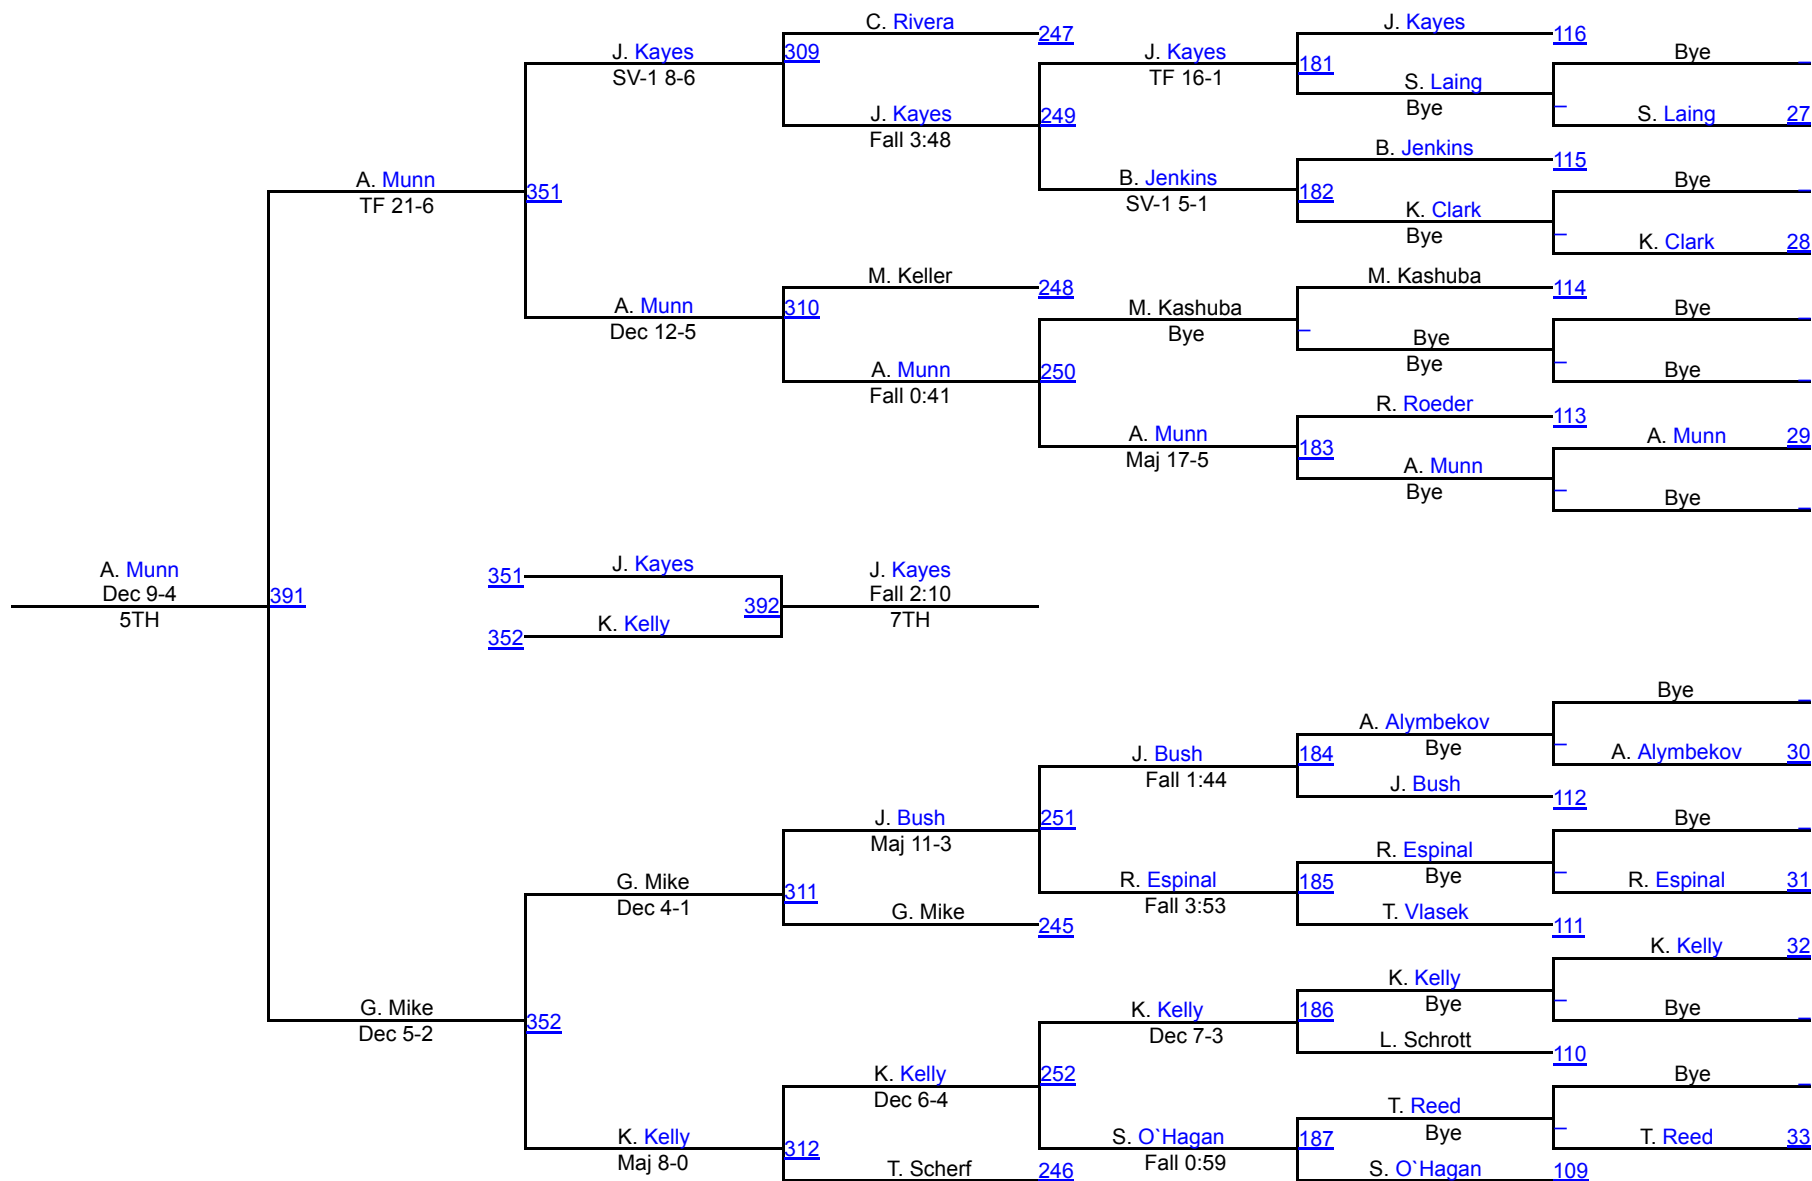 C. Rivera
247
J. Kayes
SV-1 8-6
309
J. Kayes
Fall 3:48
249
J. Kayes
TF 16-1
181
J. Kayes
116
S. Laing
Bye
Bye
–
S. Laing
27
B. Jenkins
SV-1 5-1
182
B. Jenkins
115
K. Clark
Bye
Bye
–
K. Clark
28
A. Munn
TF 21-6
351
A. Munn
Dec 12-5
310
M. Keller
248
A. Munn
Fall 0:41
250
M. Kashuba
Bye
–
M. Kashuba
114
Bye
Bye
Bye
–
Bye
A. Munn
Maj 17-5
183
R. Roeder
113
A. Munn
Bye
A. Munn
29
–
Bye
A. Munn
Dec 9-4
5TH
391
351
J. Kayes
352
K. Kelly
392
J. Kayes
Fall 2:10
7TH
G. Mike
Dec 5-2
352
G. Mike
Dec 4-1
311
J. Bush
Maj 11-3
251
J. Bush
Fall 1:44
184
A. Alymbekov
Bye
Bye
–
A. Alymbekov
30
J. Bush
112
R. Espinal
Fall 3:53
185
R. Espinal
Bye
Bye
–
R. Espinal
31
T. Vlasek
111
G. Mike
245
K. Kelly
Maj 8-0
312
K. Kelly
Dec 6-4
252
K. Kelly
Dec 7-3
186
K. Kelly
Bye
K. Kelly
32
–
Bye
L. Schrott
110
S. O`Hagan
Fall 0:59
187
T. Reed
Bye
Bye
–
T. Reed
33
S. O`Hagan
109
T. Scherf
246